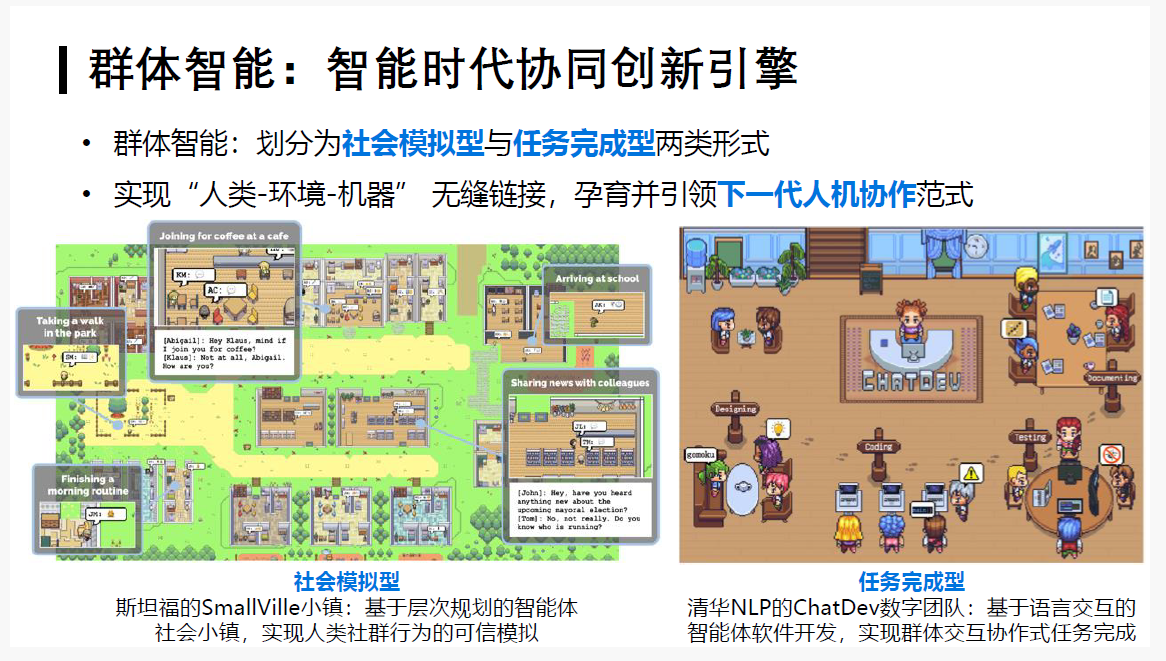 群体智能：智能时代协同创新引擎
• 群体智能：划分为社会模拟型与任务完成型两类形式
• 实现“人类-环境-机器” 无缝链接，孕育并引领下一代人机协作范式
Joining for coffee at a cafe
KM:
AC:
[Abigail]: Hey Klaus, mind if
I join you for coffee?
[Klaus]: Not at all, Abigail.
How are you?
Taking a walk
in the park
SM:
Arriving at school
AK:
Sharing news with colleagues
JL:
TM:
[John]: Hey, have you heard
anything new about the
upcoming mayoral election?
[Tom]: No, not really. Do you
know who is running?
Finishing a
morning routine
JM:
CHATDEV
Designing
gomoku
Coding
Testing
Documenting
社会模拟型
斯坦福的SmallVille小镇：基于层次规划的智能体
社会小镇，实现人类社群行为的可信模拟
任务完成型
清华NLP的ChatDev数字团队：基于语言交互的
智能体软件开发，实现群体交互协作式任务完成